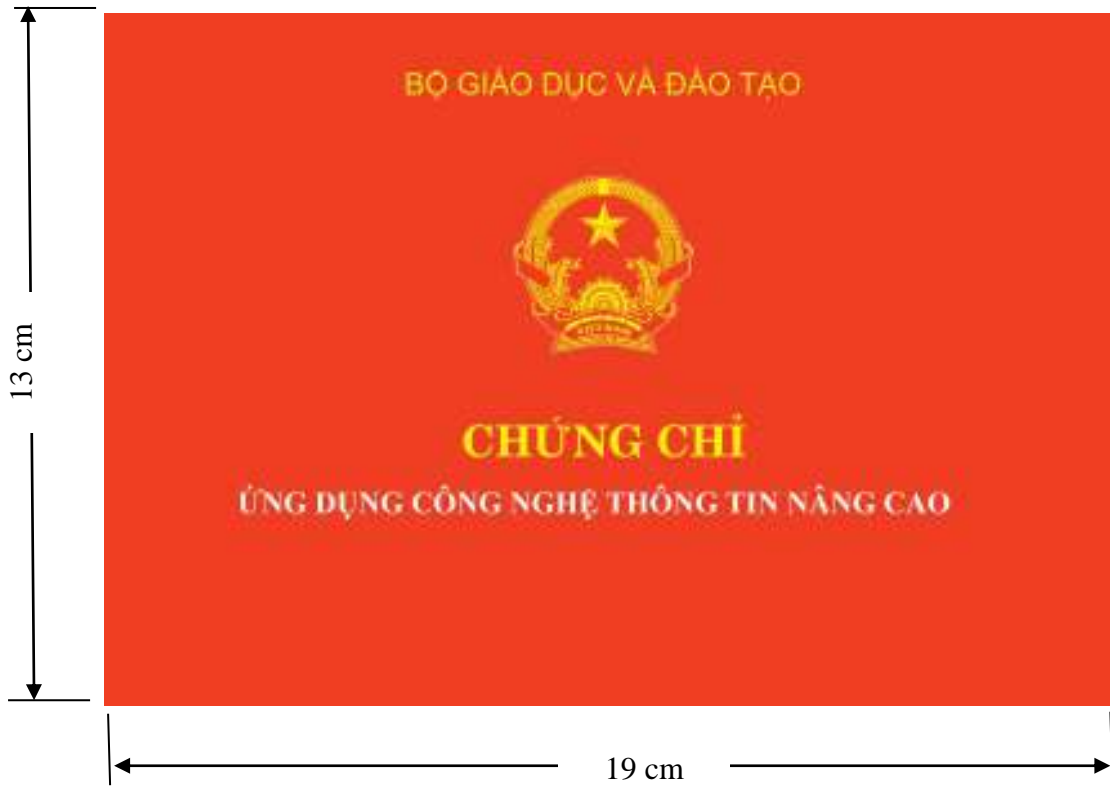 BỘ GIÁO DỤC VÀ ĐÀO TẠO
CHỨNG CHỈ
ỨNG DỤNG CÔNG NGHỆ THÔNG TIN NÂNG CAO
13 cm
19 cm